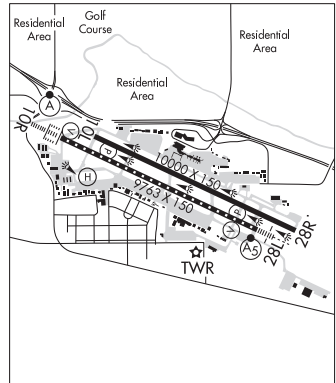 Golf
Course
Residential
Area
Residential
Area
Residential
Area
A
10R
V
10L
P
10000 X 150
H
9763 X 150
P
V
A5
28L
28R
TWR